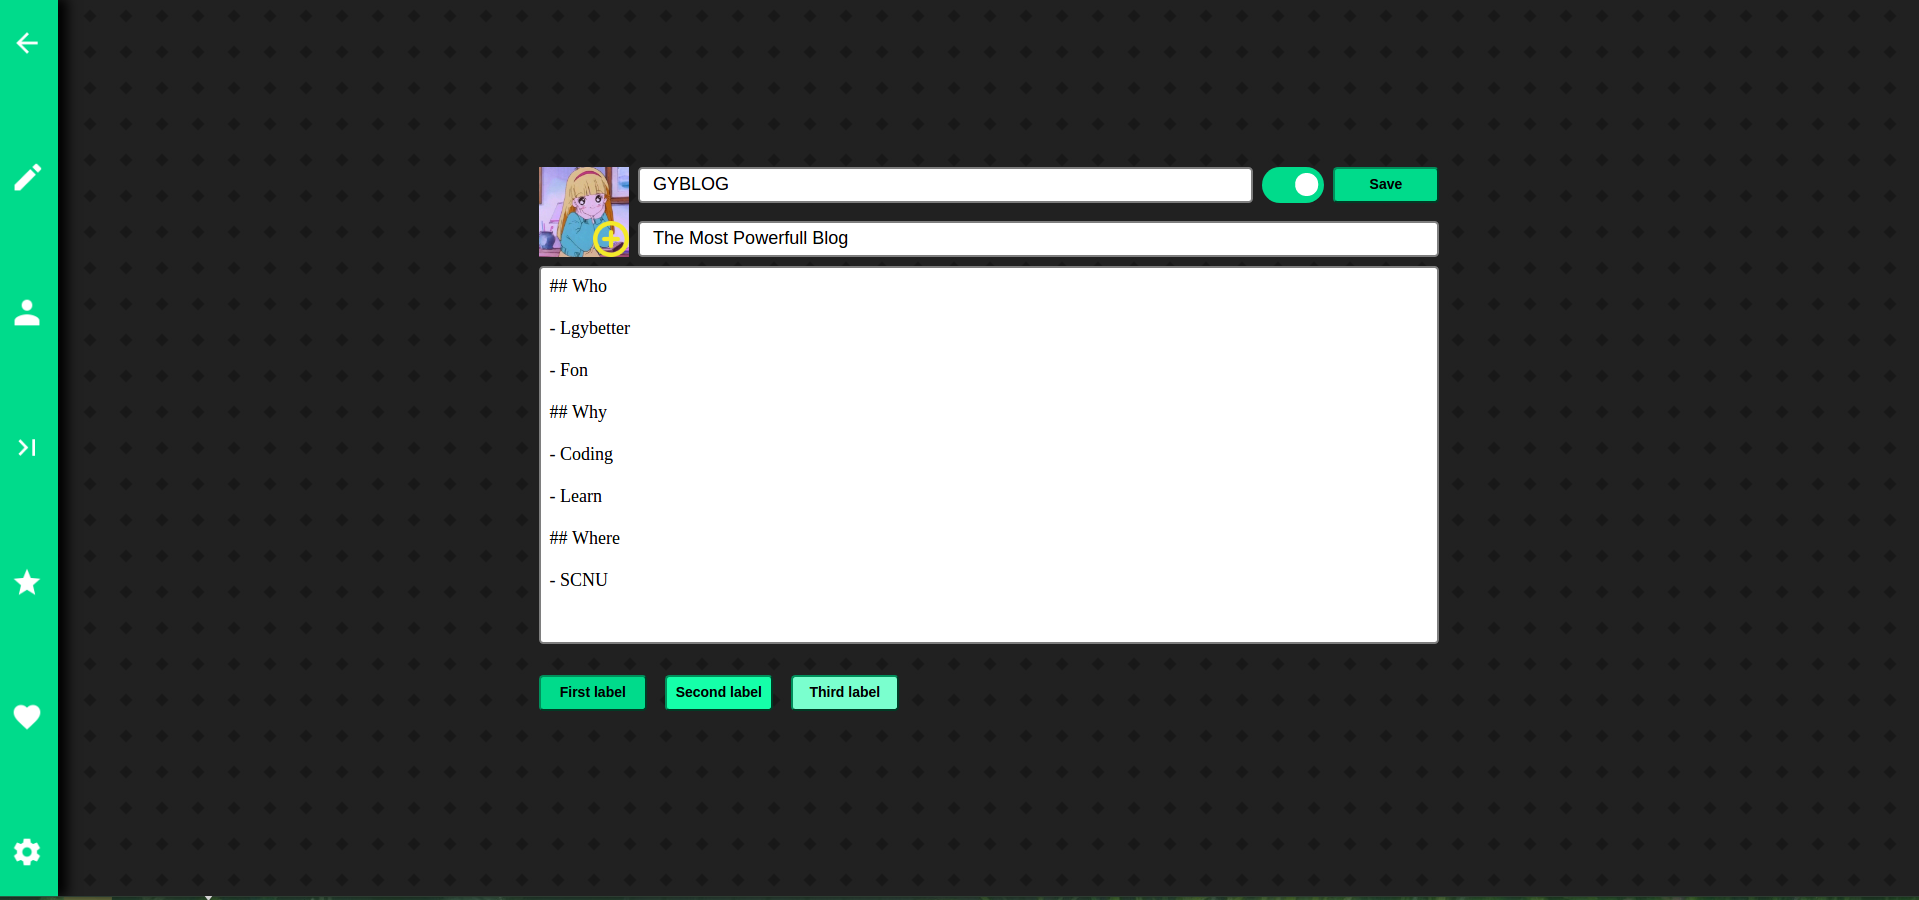 GYBLOG
Save
The Most Powerfull Blog
## Who
- Lgybetter
- Fon
## Why
- Coding
- Learn
## Where
- SCNU
First label
Second label
Third label